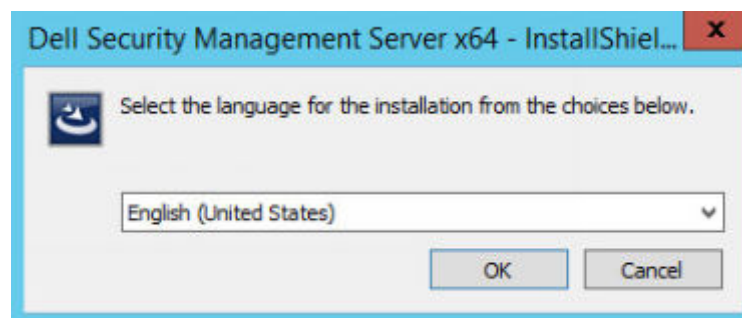 Dell Security Management Server x64 - InstallShiel...
x
Select the language for the installation from the choices below.
English (United States)
OK
Cancel